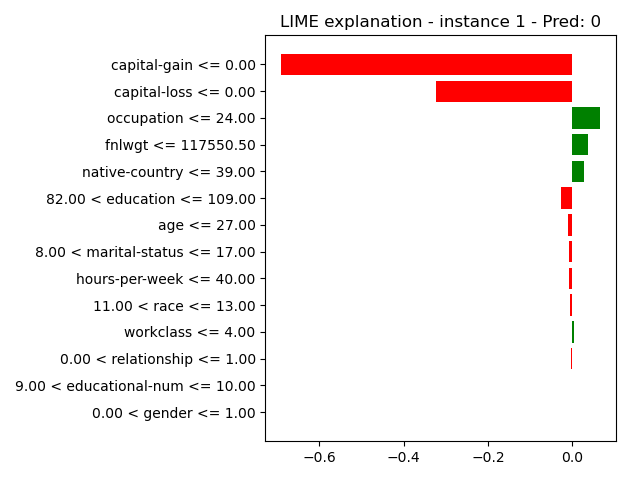 LIME explanation - instance 1 - Pred: 0
capital-gain <= 0.00
capital-loss <= 0.00
occupation <= 24.00
fnlwgt <= 117550.50
native-country <= 39.00
82.00 < education <= 109.00
age <= 27.00
8.00 < marital-status <= 17.00
hours-per-week <= 40.00
11.00 < race <= 13.00
workclass <= 4.00
0.00 < relationship <= 1.00
9.00 < educational-num <= 10.00
0.00 < gender <= 1.00
−0.6 −0.4 −0.2 0.0